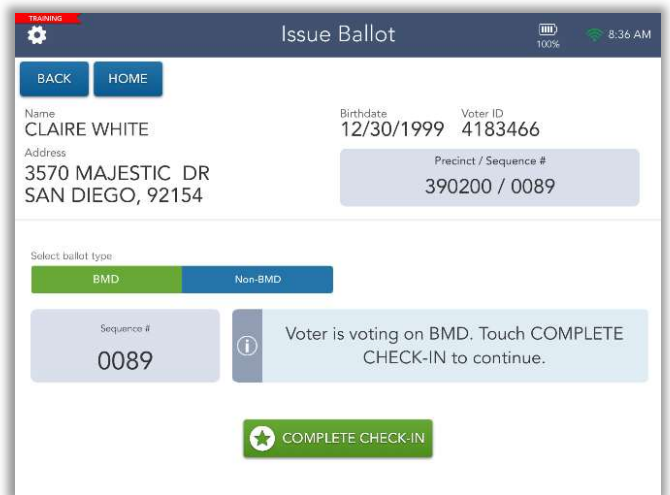 TRAINING
Issue Ballot
100%
8:36 AM
BACK
HOME
Name
CLAIRE WHITE
Birthdate
12/30/1999
Voter ID
4183466
Address
3570 MAJESTIC DR
SAN DIEGO, 92154
Precinct / Sequence #
390200 / 0089
Select ballot type
BMD
Non-BMD
Sequence #
0089
Voter is voting on BMD. Touch COMPLETE
CHECK-IN to continue.
COMPLETE CHECK-IN